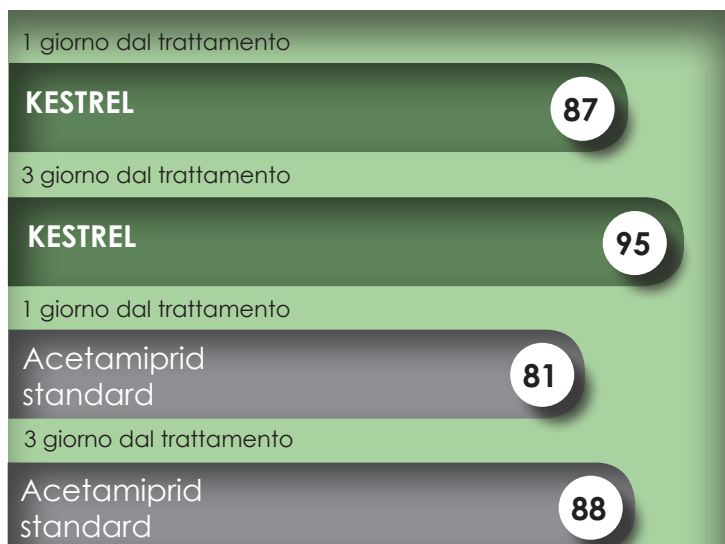 1 giorno dal trattamento
KESTREL
87
3 giorno dal trattamento
KESTREL
95
1 giorno dal trattamento
Acetamiprid
standard
81
3 giorno dal trattamento
Acetamiprid
standard
88